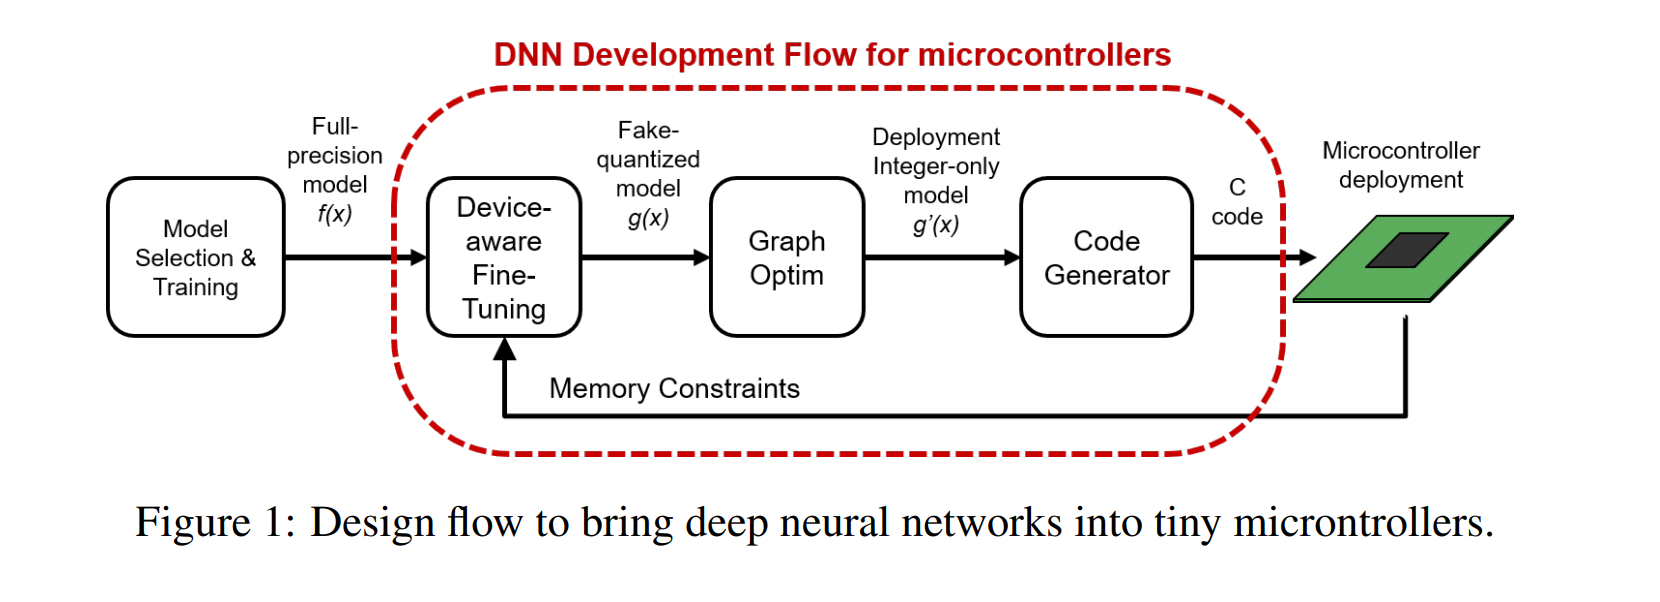 DNN Development Flow for microcontrollers
Full-
precision
model
f(x)
Fake-
quantized
model
g(x)
Deployment
Integer-only
model
g'(x)
C
code
Microcontroller
deployment
Model
Selection &
Training
Device-
aware
Fine-
Tuning
Graph
Optim
Code
Generator
Memory Constraints
Figure 1: Design flow to bring deep neural networks into tiny microntrollers.